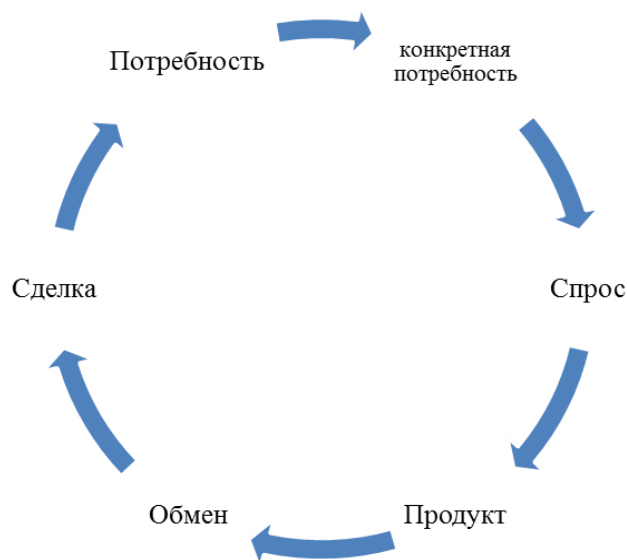 Потребность
конкретная
потребность
Спрос
Продукт
Обмен
Сделка